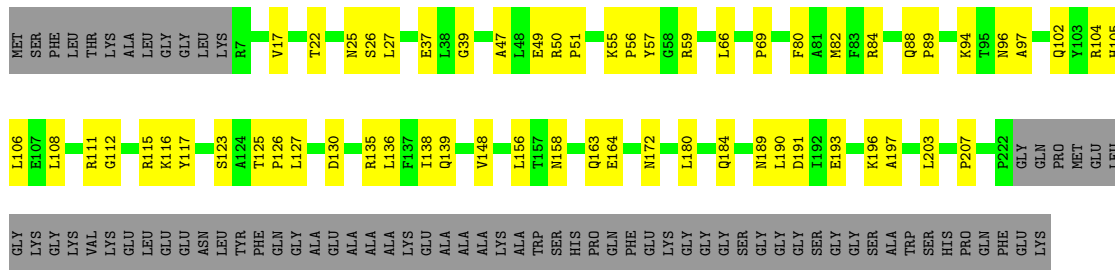 MET SER PHE LEU THR LYS ALA LEU GLY GLY LEU LYS R7 V17 T22 N25 S26 L27 E37 L38 G39 A47 L48 E49 R50 P51 K55 P56 Y57 G58 R59 L66 P69 F80 A81 M82 F83 R84 Q88 P89 K94 T95 N96 A97 Q102 Y103 R104 H105
L106 E107 L108 R111 G112 R115 K116 Y117 S123 A124 T125 P126 L127 D130 R135 L136 F137 I138 Q139 V148 L156 T157 N158 Q163 E164 N172 L180 Q184 N189 L190 D191 I192 E193 K196 A197 L203 P207 P222 GLY GLN PRO MET GLU LEU
GLY LYS GLY LYS VAL LYS GLU LEU LYS GLU GLU ASN LEU TYR PHE GLN GLY ALA GLU ALA ALA ALA LYS GLU ALA ALA ALA LYS ALA TRP SER HIS PRO GLN PHE GLU LYS GLY GLY GLY SER GLY GLY GLY SER GLY GLY SER ALA TRP SER HIS PRO GLN PHE GLU LYS